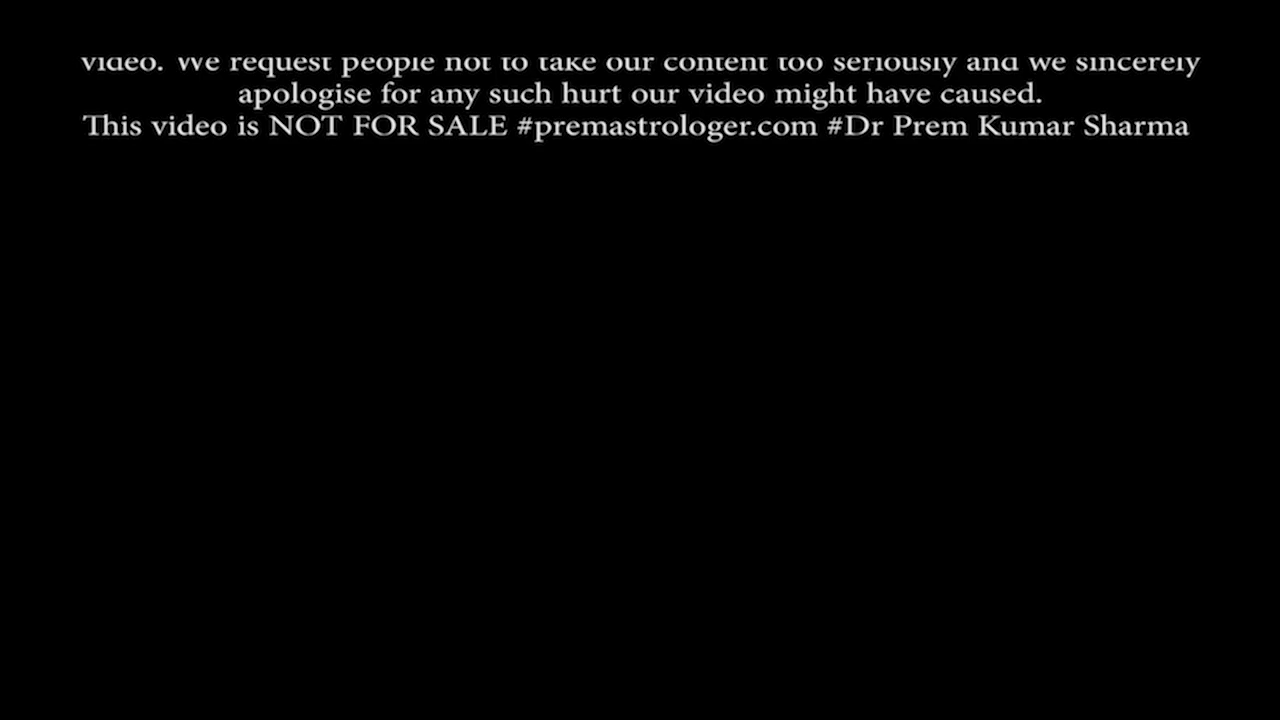 video. We request people not to take our content too seriously and we sincerely
apologise for any such hurt our video might have caused.
This video is NOT FOR SALE #premastrologer.com #Dr Prem Kumar Sharma